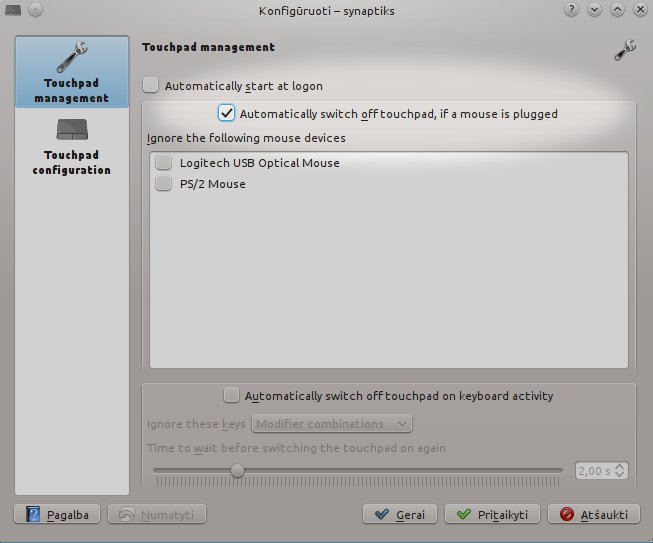 Konfigūruoti – synaptiks
Touchpad management
Touchpad
management
Touchpad
configuration
Automatically start at logon
Automatically switch off touchpad, if a mouse is plugged
Ignore the following mouse devices
Logitech USB Optical Mouse
PS/2 Mouse
Automatically switch off touchpad on keyboard activity
Ignore these keys Modifier combinations
Time to wait before switching the touchpad on again
2,00 s
Pagalba Numatyti Gerai Pritaikyti Atšaukti